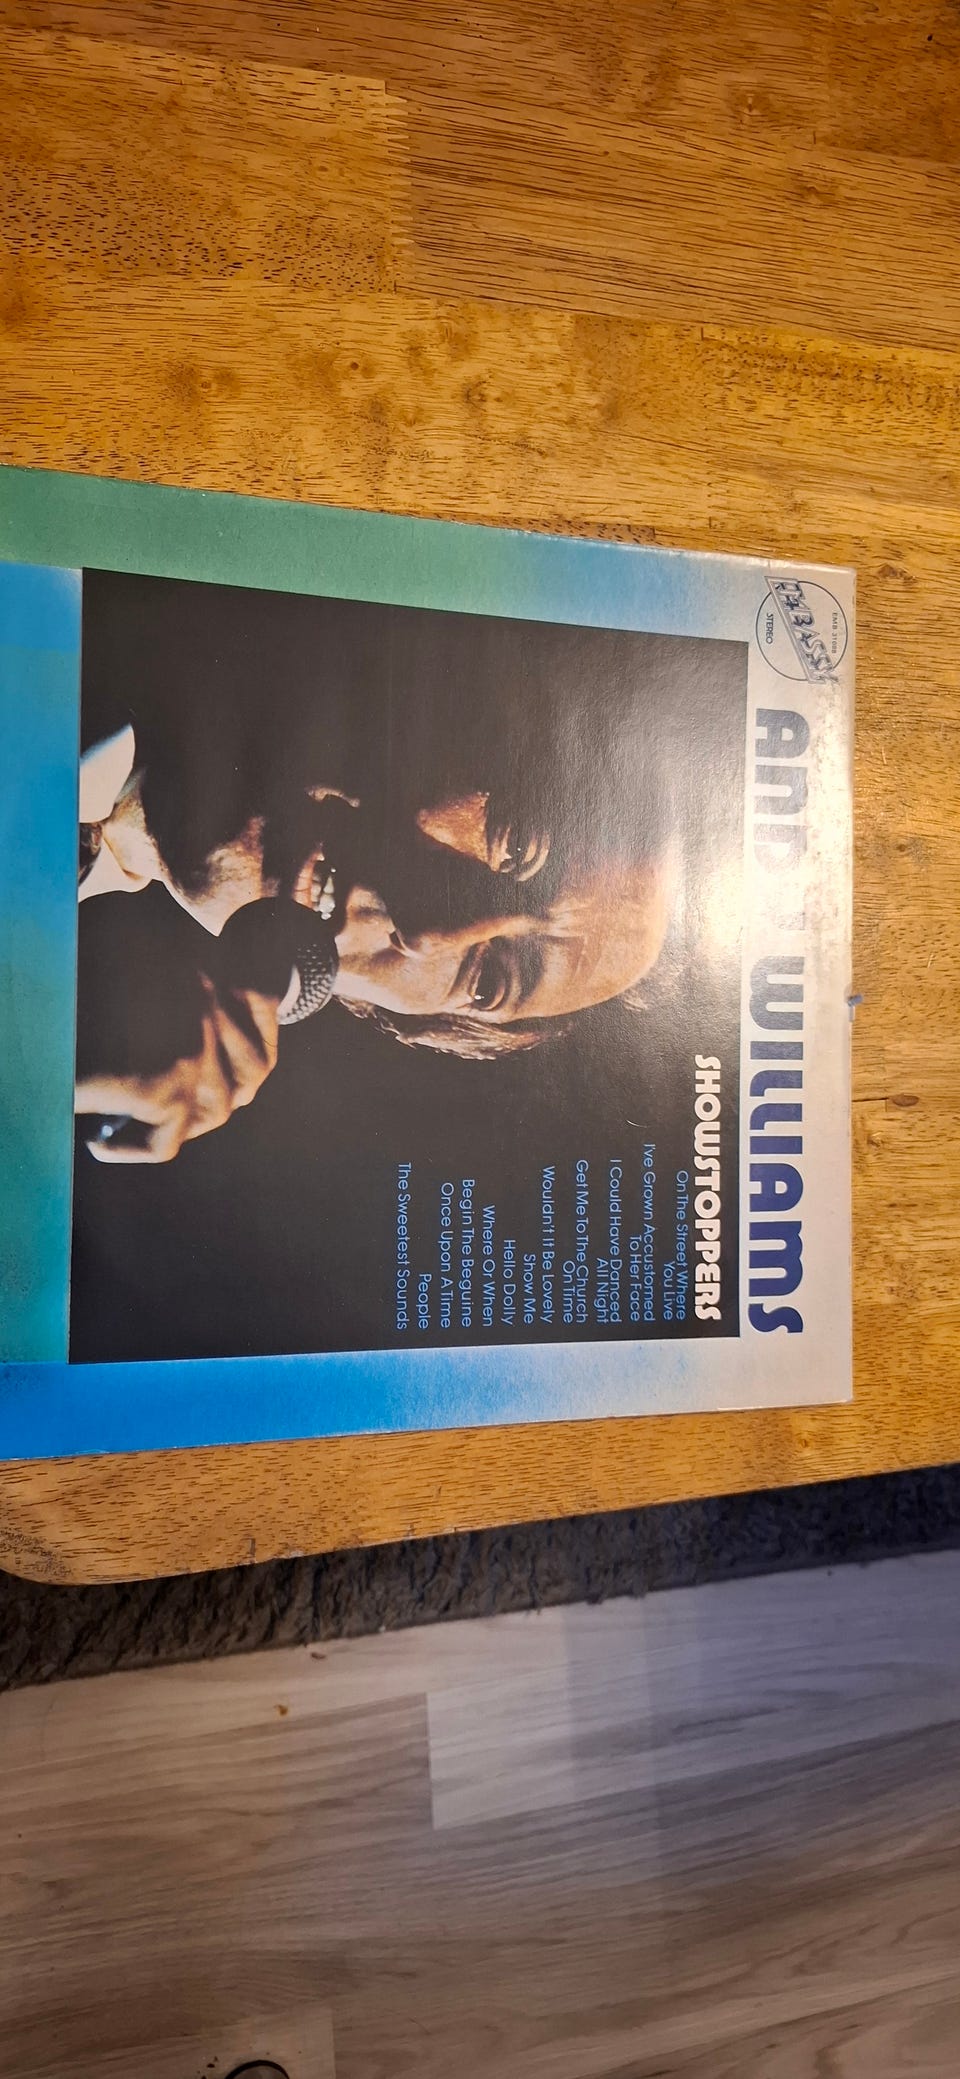 EMBASSY
EMB 31088
STEREO
ANDY WILLIAMS
SHOWSTOPPERS
On The Street Where
You Live
I've Grown Accustomed
To Her Face
I Could Have Danced
All Night
Get Me To The Church
On Time
Wouldn't It Be Lovely
Show Me
Hello Dolly
Where Or When
Begin The Beguine
Once Upon A Time
People
The Sweetest Sounds